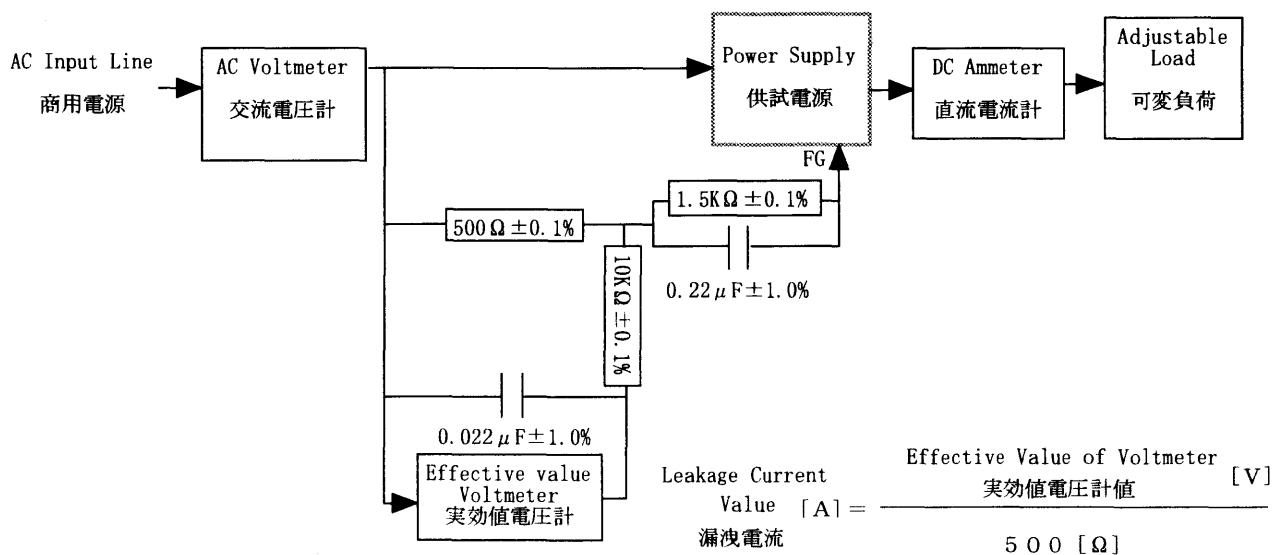 AC Input Line
商用電源
AC Voltmeter
交流電圧計
Power Supply
供試電源
DC Ammeter
直流電流計
Adjustable
Load
可変負荷
FG
1.5KΩ±0.1%
500Ω±0.1%
10KΩ±0.1%
0.22μF±1.0%
0.022μF±1.0%
Effective value
Voltmeter
実効値電圧計
Leakage Current
Value [A] =
漏洩電流
Effective Value of Voltmeter
実効値電圧計値 [V]
500 [Ω]